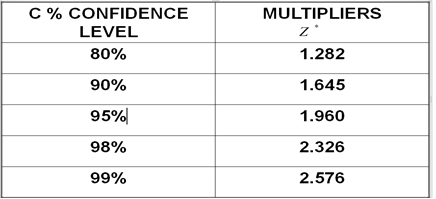 C % CONFIDENCE MULTIPLIERS
LEVEL Z *
80% 1.282
90% 1.645
95% 1.960
98% 2.326
99% 2.576